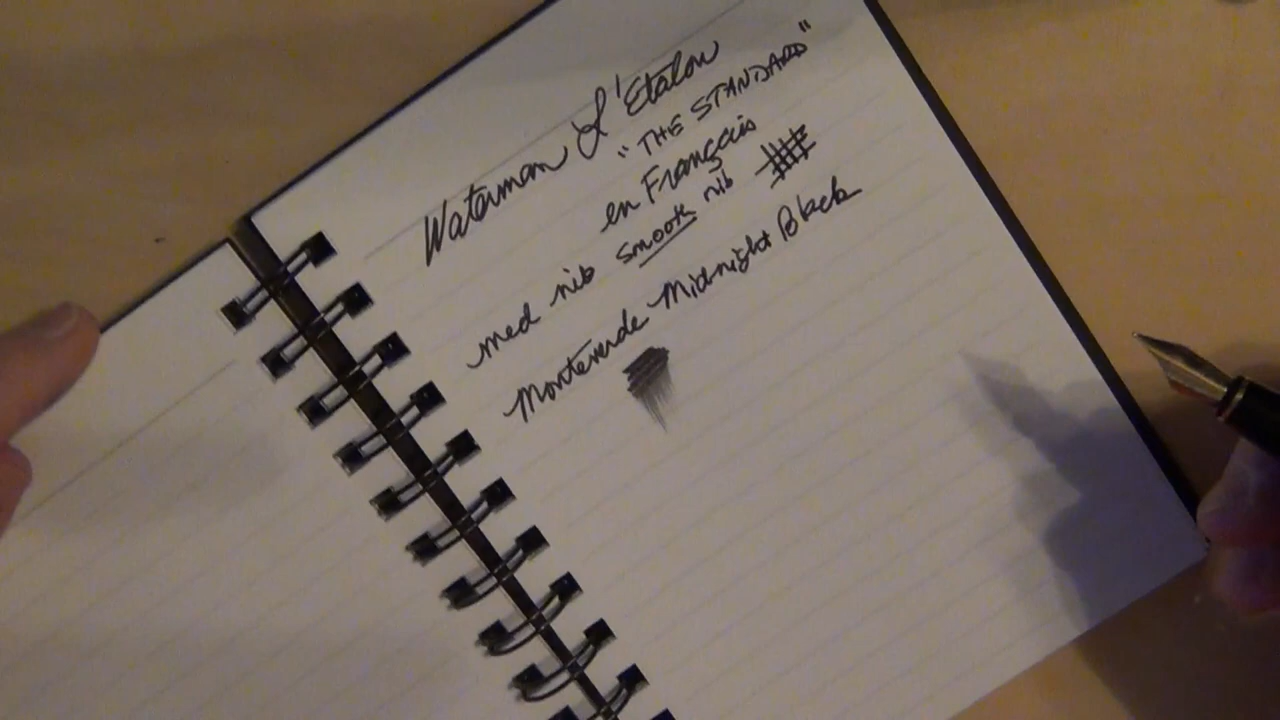 Waterman L'Etalon
"THE STANDARD"
en Français
med nib smooth nib
Monteverde Midnight Black